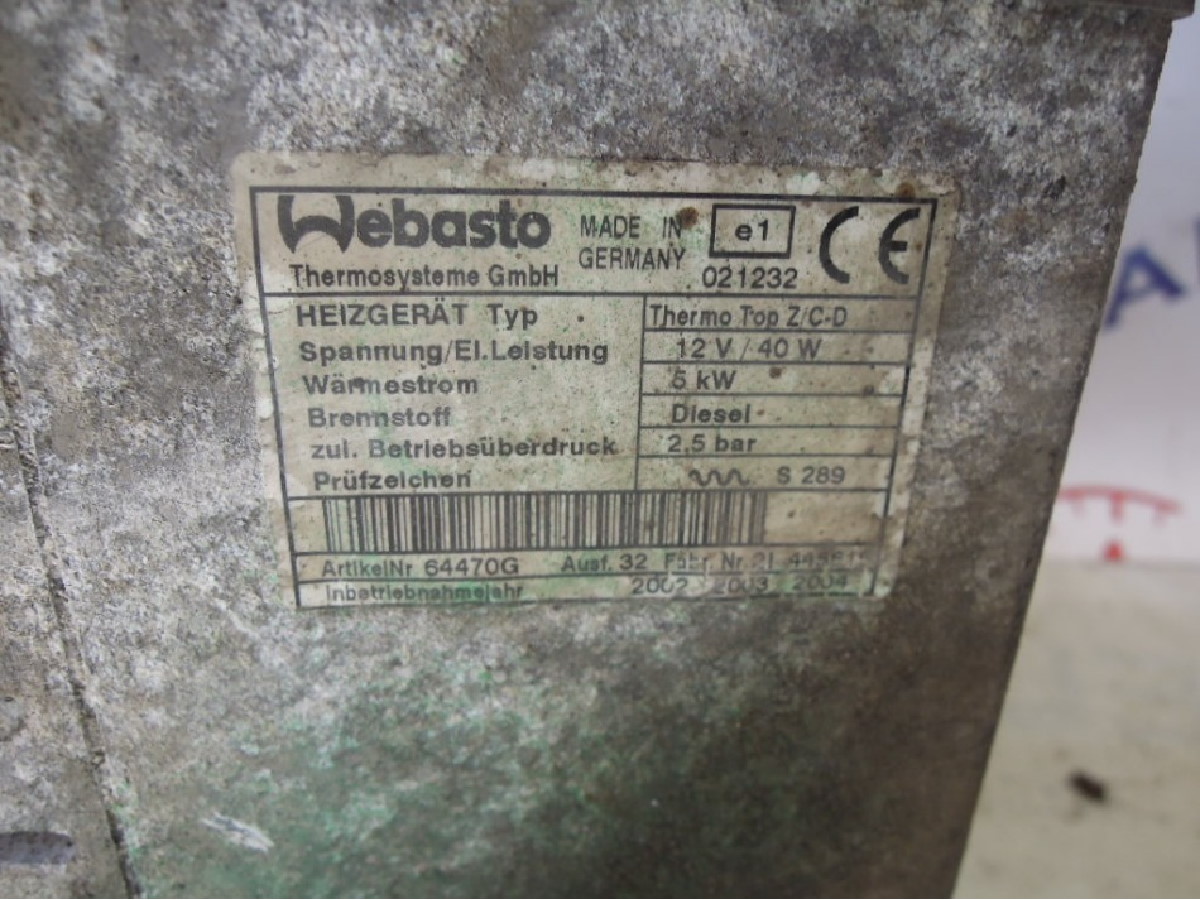 Webasto
Thermosysteme GmbH
MADE IN
GERMANY
e1
021232
CE
HEIZGERÄT Typ Thermo Top Z/C-D
Spannung/El.Leistung 12 V / 40 W
Wärmestrom 5 kW
Brennstoff Diesel
zul. Betriebsüberdruck 2,5 bar
Prüfzeichen S 289
ArtikelNr 64470G Ausf. 32 Fabr. Nr
Inbetriebnahmejahr 2002 2003 2004